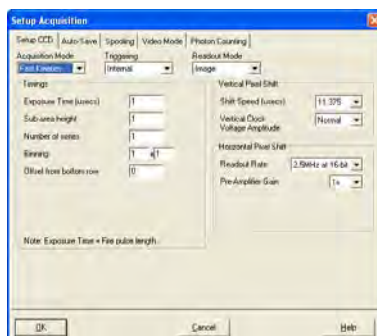 Setup Acquisition
Setup CCD Auto-Save Spooling Video Mode Photon Counting
Acquisition Mode Triggering Readout Mode
Fast Kinetics Internal Image
Timings Vertical Pixel Shift
Exposure Time (usecs) 1 Shift Speed (usecs) 11.375
Sub-area height 1 Vertical Clock Normal
Voltage Amplitude
Number of series 1
Binning 1 x 1 Horizontal Pixel Shift
Offset from bottom row 0 Readout Rate 2.5MHz at 16-bit
Pre-Amplifier Gain 1x
Note: Exposure Time = Fire pulse length.
OK Cancel Help